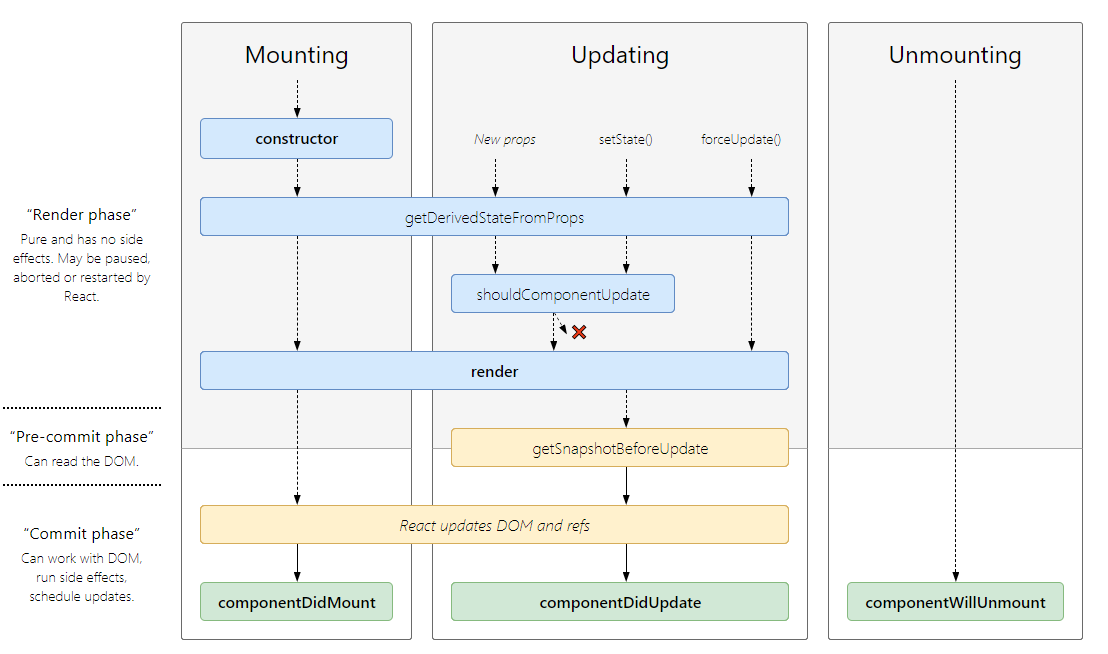 Mounting
Updating
Unmounting
constructor
New props
setState()
forceUpdate()
“Render phase”
Pure and has no side
effects. May be paused,
aborted or restarted by
React.
getDerivedStateFromProps
shouldComponentUpdate
render
“Pre-commit phase”
Can read the DOM.
getSnapshotBeforeUpdate
“Commit phase”
Can work with DOM,
run side effects,
schedule updates.
React updates DOM and refs
componentDidMount
componentDidUpdate
componentWillUnmount